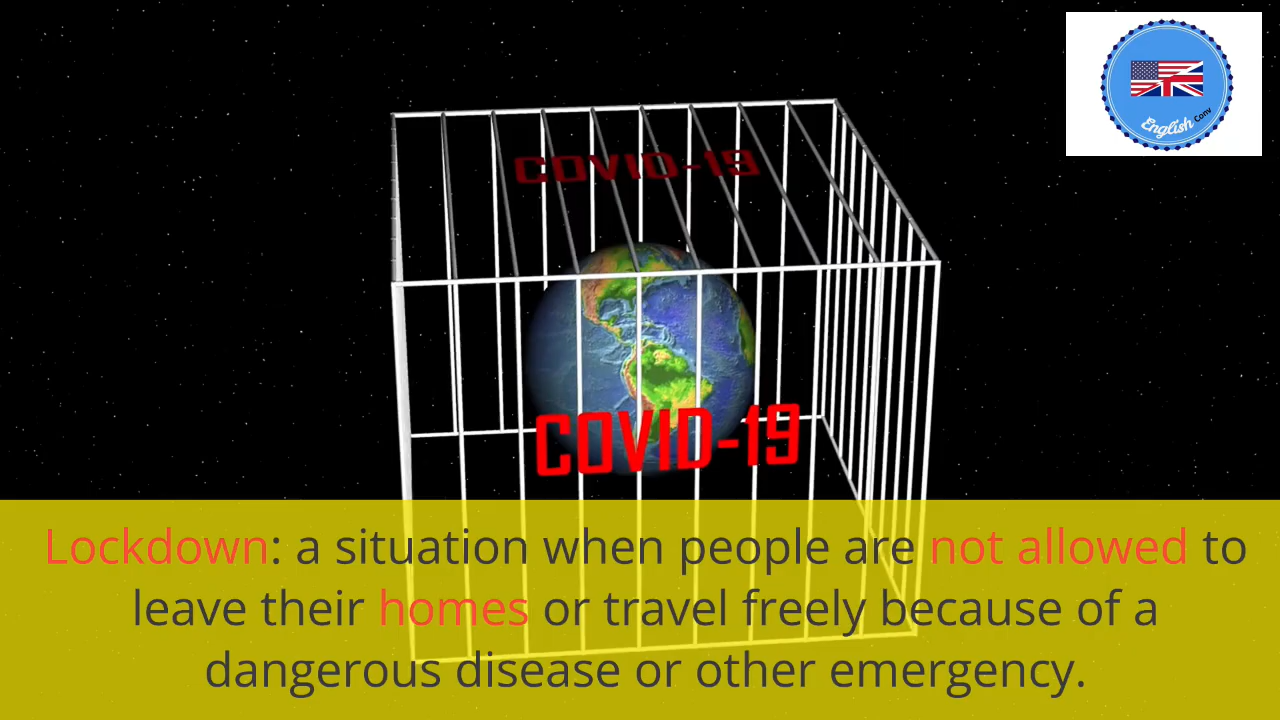 English Conv
COVID-19
COVID-19
Lockdown: a situation when people are not allowed to
leave their homes or travel freely because of a
dangerous disease or other emergency.